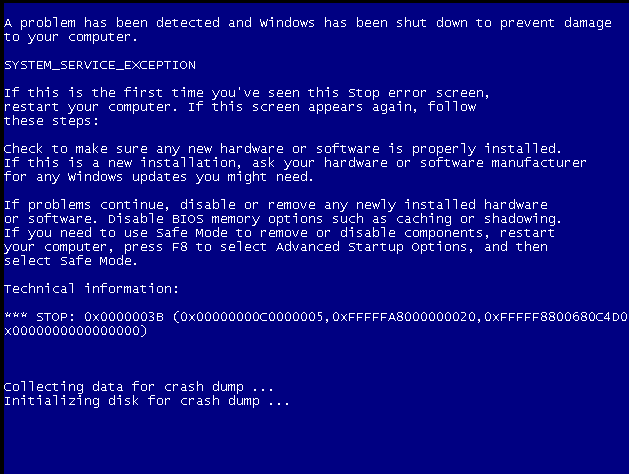 A problem has been detected and Windows has been shut down to prevent damage
to your computer.
SYSTEM_SERVICE_EXCEPTION
If this is the first time you've seen this Stop error screen,
restart your computer. If this screen appears again, follow
these steps:
Check to make sure any new hardware or software is properly installed.
If this is a new installation, ask your hardware or software manufacturer
for any Windows updates you might need.
If problems continue, disable or remove any newly installed hardware
or software. Disable BIOS memory options such as caching or shadowing.
If you need to use Safe Mode to remove or disable components, restart
your computer, press F8 to select Advanced Startup Options, and then
select Safe Mode.
Technical information:
*** STOP: 0x0000003B (0x00000000C0000005,0xFFFFFA8000000020,0xFFFFF8800680C4D0
x0000000000000000)
Collecting data for crash dump ...
Initializing disk for crash dump ...